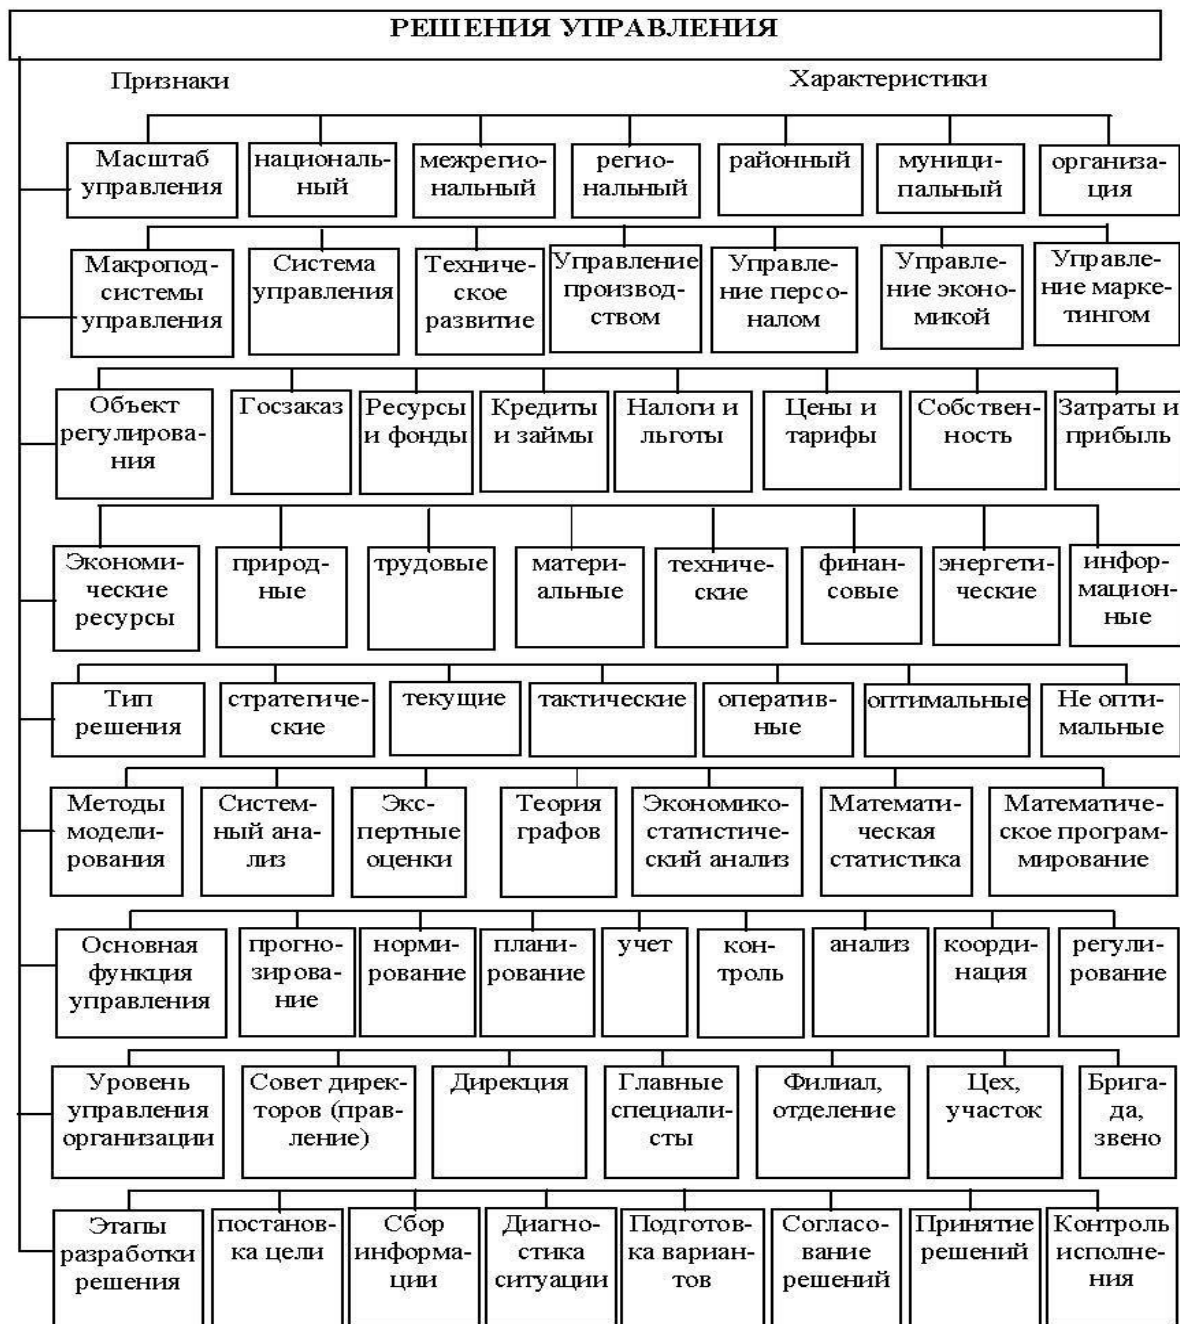 РЕШЕНИЯ УПРАВЛЕНИЯ
Признаки
Характеристики
Масштаб
управления
националь-
ный
межрегио-
нальный
регио-
нальный
районный
муници-
пальный
организа-
ция
Макропод-
системы
управления
Система
управления
Техниче-
ское
развитие
Управление
производ-
ством
Управле-
ние персо-
налом
Управле-
ние эконо-
микой
Управле-
ние марке-
тингом
Объект
регулирова-
ния
Госзаказ
Ресурсы
и фонды
Кредиты
и займы
Налоги и
льготы
Цены и
тарифы
Собствен-
ность
Затраты и
прибыль
Экономи-
ческие
ресурсы
природ-
ные
трудовые
матери-
альные
техниче-
ские
финан-
совые
энергети-
ческие
инфор-
мацион-
ные
Тип
решения
стратегиче-
ские
текущие
тактические
оператив-
ные
оптимальные
Не опти-
мальные
Методы
модели-
рования
Систем-
ный ана-
лиз
Экс-
пертные
оценки
Теория
графов
Экономико-
статистиче-
ский анализ
Математи-
ческая
статистика
Математиче-
ское програм-
мирование
Основная
функция
управления
прогно-
зирова-
ние
норми-
рование
плани-
рование
учет
кон-
троль
анализ
коорди-
нация
регули-
рование
Уровень
управления
организации
Совет дирек-
торов (прав-
ление)
Дирекция
Главные
специали-
сты
Филиал,
отделение
Цех,
участок
Брига-
да,
звено
Этапы
разработки
решения
постанов-
ка цели
Сбор
информа-
ции
Диагно-
стика
ситуации
Подготов-
ка вариан-
тов
Согласо-
вание
решений
Принятие
решений
Контроль
исполне-
ния